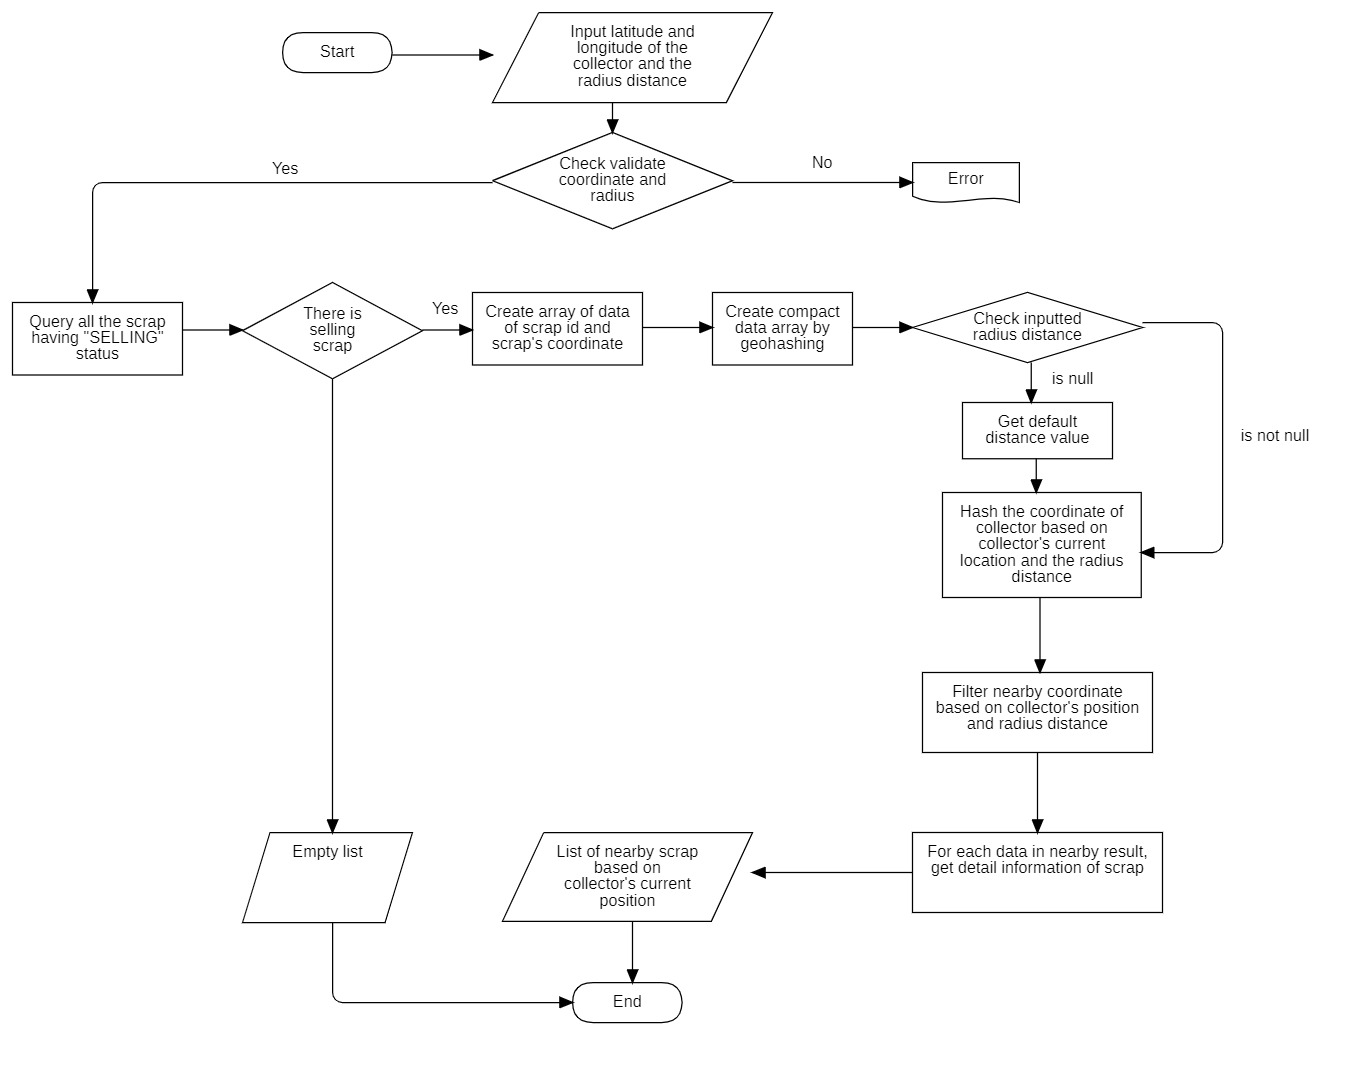 Start
Input latitude and
longitude of the
collector and the
radius distance
Check validate
coordinate and
radius
Yes
No
Error
Query all the scrap
having "SELLING"
status
There is
selling
scrap
Yes
Create array of data
of scrap id and
scrap's coordinate
Create compact
data array by
geohashing
Check inputted
radius distance
is null
is not null
Get default
distance value
Hash the coordinate of
collector based on
collector's current
location and the radius
distance
Filter nearby coordinate
based on collector's position
and radius distance
For each data in nearby result,
get detail information of scrap
List of nearby scrap
based on
collector's current
position
Empty list
End